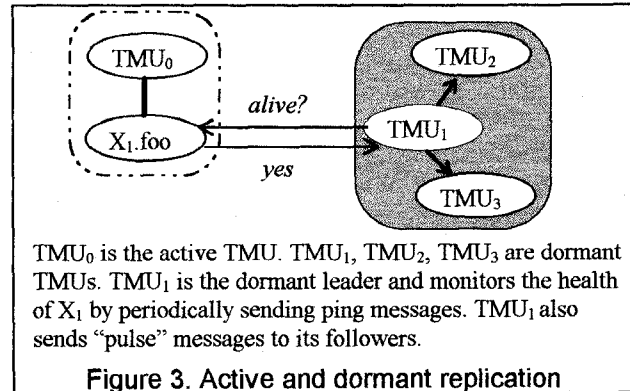 TMU₀
TMU₂
alive?
TMU₁
X₁.foo
yes
TMU₃
TMU₀ is the active TMU. TMU₁, TMU₂, TMU₃ are dormant
TMUs. TMU₁ is the dormant leader and monitors the health
of X₁ by periodically sending ping messages. TMU₁ also
sends “pulse” messages to its followers.
Figure 3. Active and dormant replication